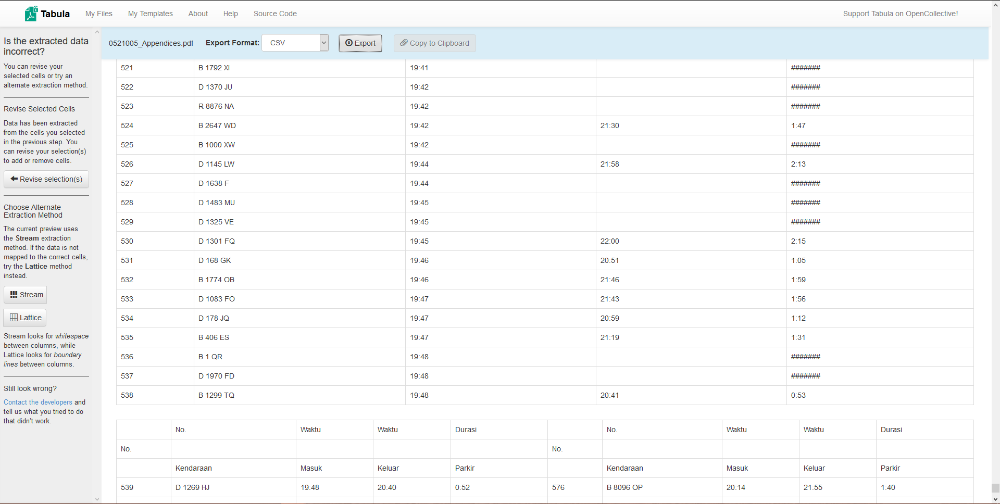 Tabula My Files My Templates About Help Source Code Support Tabula on OpenCollective!
Is the extracted data
incorrect?
You can revise your
selected cells or try an
alternate extraction method.
Revise Selected Cells
Data has been extracted
from the cells you selected
in the previous step. You
can revise your selection(s)
to add or remove cells.
Revise selection(s)
Choose Alternate
Extraction Method
The current preview uses
the Stream extraction
method. If the data is not
mapped to the correct cells,
try the Lattice method
instead.
Stream
Lattice
Stream looks for whitespace
between columns, while
Lattice looks for boundary
lines between columns.
Still look wrong?
Contact the developers and
tell us what you tried to do
that didn't work.
0521005_Appendices.pdf Export Format: CSV Export Copy to Clipboard
521 B 1792 XI 19:41 #######
522 D 1370 JU 19:42 #######
523 R 8876 NA 19:42 #######
524 B 2647 WD 19:42 21:30 1:47
525 B 1000 XW 19:42 #######
526 D 1145 LW 19:44 21:58 2:13
527 D 1638 F 19:44 #######
528 D 1483 MU 19:45 #######
529 D 1325 VE 19:45 #######
530 D 1301 FQ 19:45 22:00 2:15
531 D 168 GK 19:46 20:51 1:05
532 B 1774 OB 19:46 21:46 1:59
533 D 1083 FO 19:47 21:43 1:56
534 D 178 JQ 19:47 20:59 1:12
535 B 406 ES 19:47 21:19 1:31
536 B 1 QR 19:48 #######
537 D 1970 FD 19:48 #######
538 B 1299 TQ 19:48 20:41 0:53
No. Waktu Waktu Durasi No. Waktu Waktu Durasi
No. No.
Kendaraan Masuk Keluar Parkir Kendaraan Masuk Keluar Parkir
539 D 1269 HJ 19:48 20:40 0:52 576 B 8096 OP 20:14 21:55 1:40